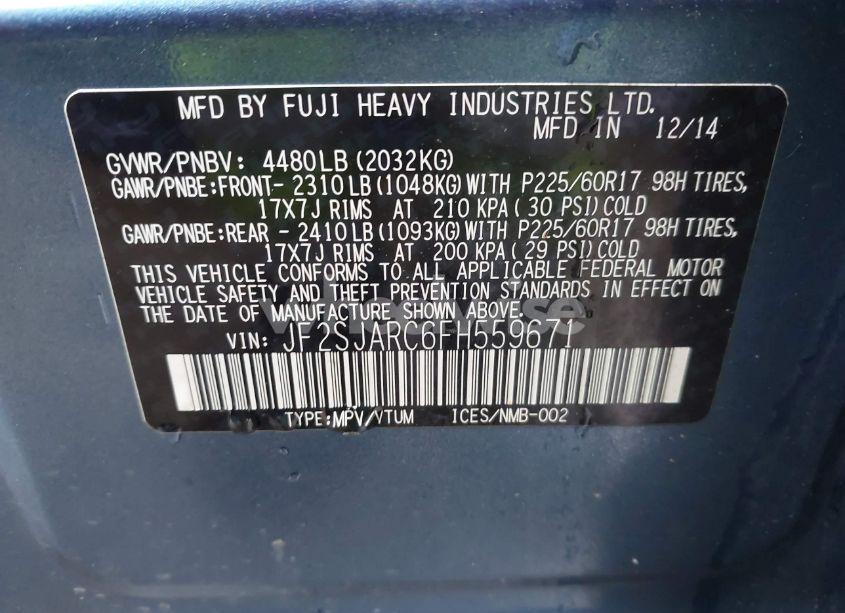 MFD BY FUJI HEAVY INDUSTRIES LTD.
MFD IN 12/14
GVWR/PNBV: 4480LB (2032KG)
GAWR/PNBE:FRONT- 2310LB (1048KG) WITH P225/60R17 98H TIRES,
17X7J RIMS AT 210 KPA (30 PSI) COLD
GAWR/PNBE:REAR - 2410LB (1093KG) WITH P225/60R17 98H TIRES,
17X7J RIMS AT 200 KPA (29 PSI) COLD
THIS VEHICLE CONFORMS TO ALL APPLICABLE FEDERAL MOTOR
VEHICLE SAFETY AND THEFT PREVENTION STANDARDS IN EFFECT ON
THE DATE OF MANUFACTURE SHOWN ABOVE.
VIN: JF2SJARC6FH559671
TYPE:MPV/VTUM ICES/NMB-002